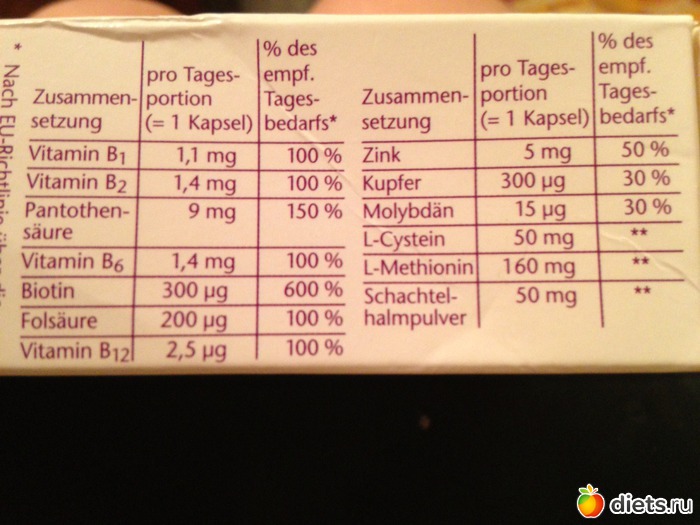 * Nach EU-Richtlinie über die
Zusammen-
setzung
pro Tages-
portion
(= 1 Kapsel)
% des
empf.
Tages-
bedarfs*
Vitamin B1 1,1 mg 100 %
Vitamin B2 1,4 mg 100 %
Pantothen- 9 mg 150 %
säure
Vitamin B6 1,4 mg 100 %
Biotin 300 µg 600 %
Folsäure 200 µg 100 %
Vitamin B12 2,5 µg 100 %
Zusammen-
setzung
pro Tages-
portion
(= 1 Kapsel)
% des
empf.
Tages-
bedarfs*
Zink 5 mg 50 %
Kupfer 300 µg 30 %
Molybdän 15 µg 30 %
L-Cystein 50 mg **
L-Methionin 160 mg **
Schachtel- 50 mg **
halmpulver
diets.ru